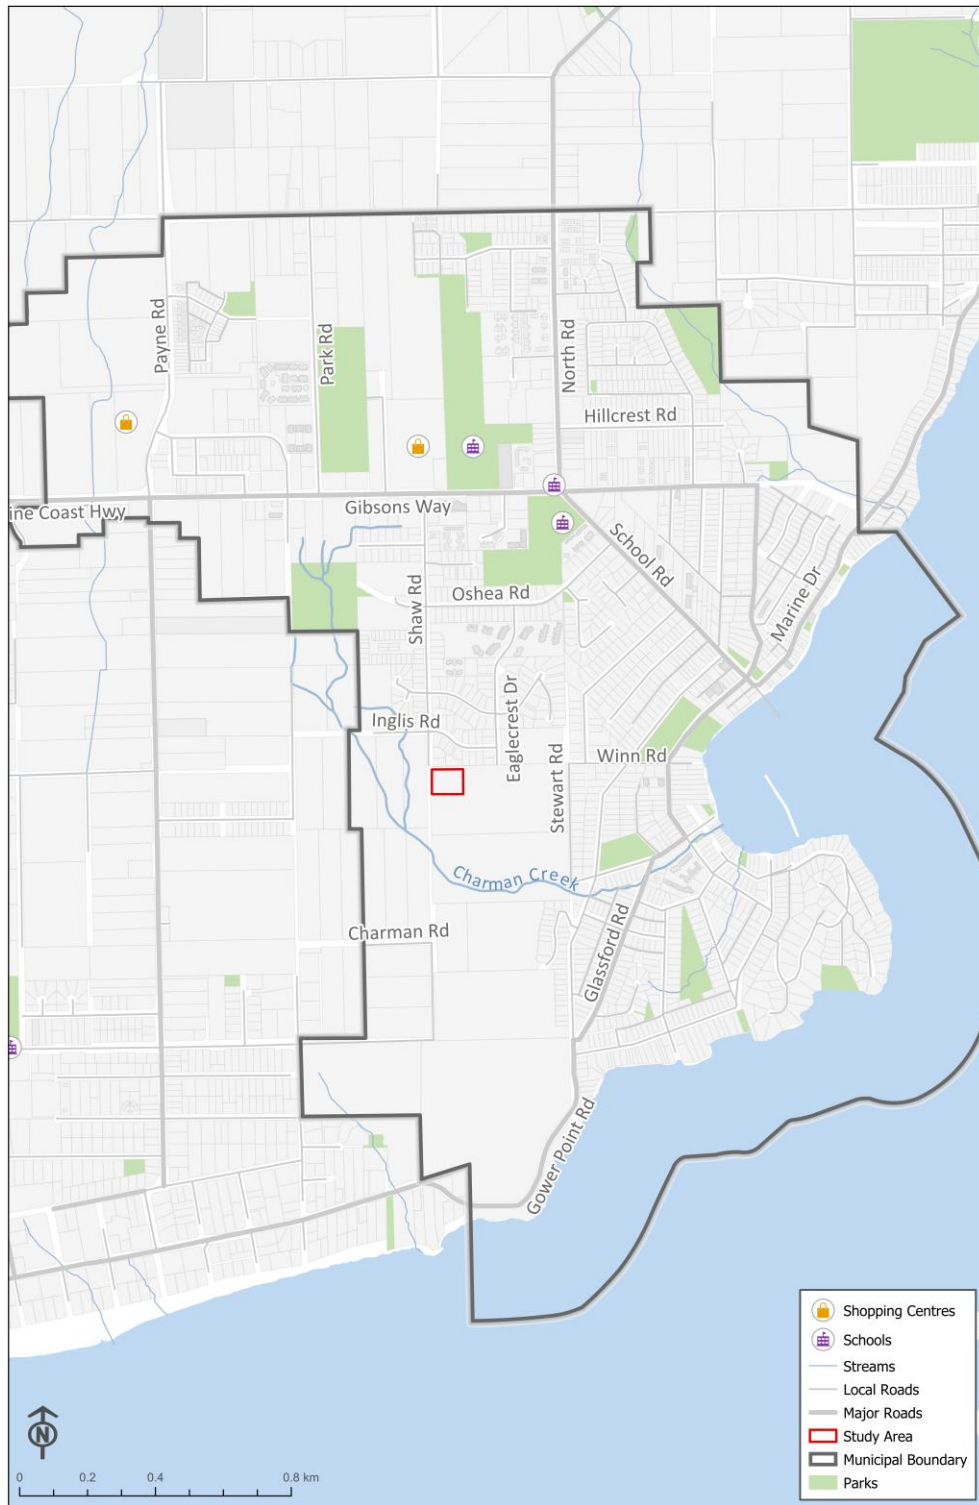 Payne Rd
Park Rd
North Rd
Hillcrest Rd
ine Coast Hwy
Gibsons Way
School Rd
Marine Dr
Shaw Rd
Oshea Rd
Inglis Rd
Eaglecrest Dr
Stewart Rd
Winn Rd
Charman Creek
Charman Rd
Glassford Rd
Gower Point Rd
Shopping Centres
Schools
Streams
Local Roads
Major Roads
Study Area
Municipal Boundary
Parks
N
0 0.2 0.4 0.8 km